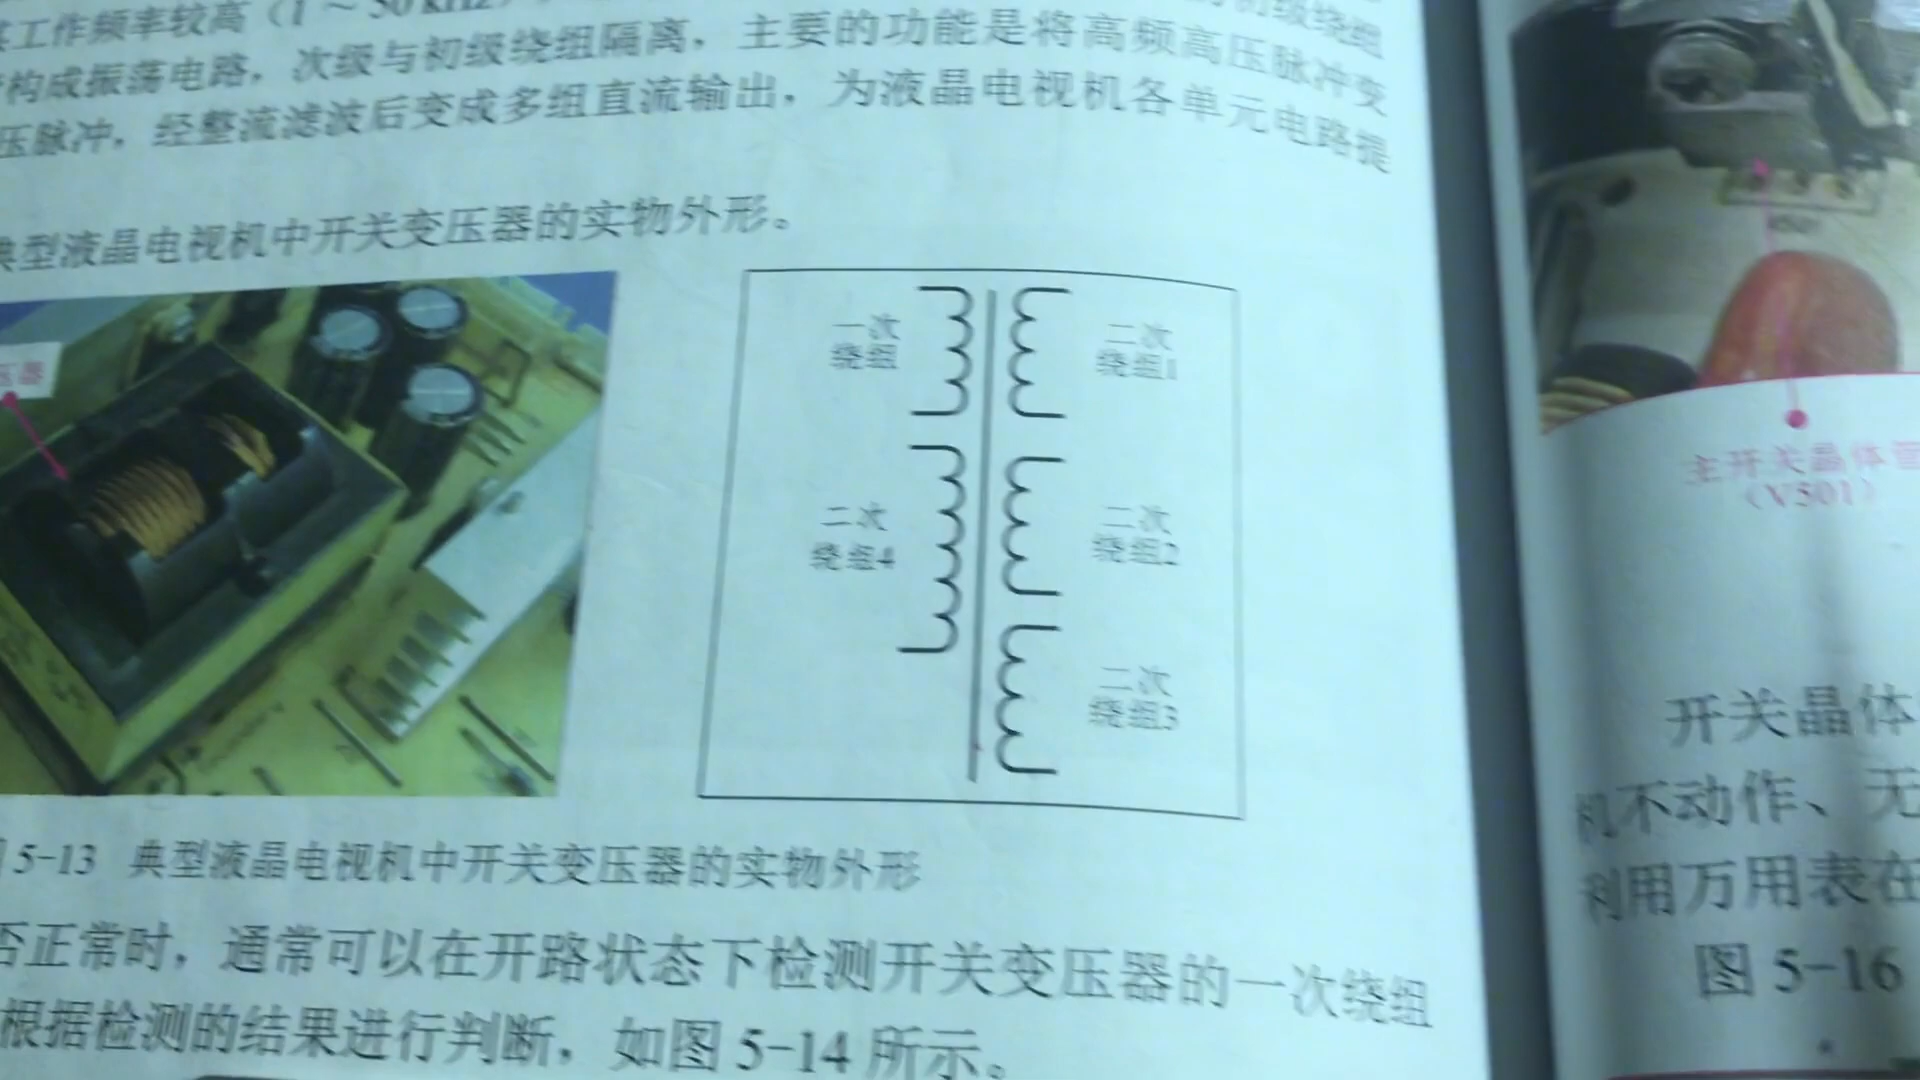 工作频率较高（1～50kHz）
初级绕组
构成振荡电路，次级与初级绕组隔离，主要的功能是将高频高压脉冲变
压脉冲，经整流滤波后变成多组直流输出，为液晶电视机各单元电路提
典型液晶电视机中开关变压器的实物外形。
压器
一次
绕组
二次
绕组4
二次
绕组1
二次
绕组2
二次
绕组3
5-13 典型液晶电视机中开关变压器的实物外形
否正常时，通常可以在开路状态下检测开关变压器的一次绕组
根据检测的结果进行判断，如图 5-14 所示。
主开关晶体管
（V501）
开关晶体
机不动作、无
利用万用表在
图 5-16